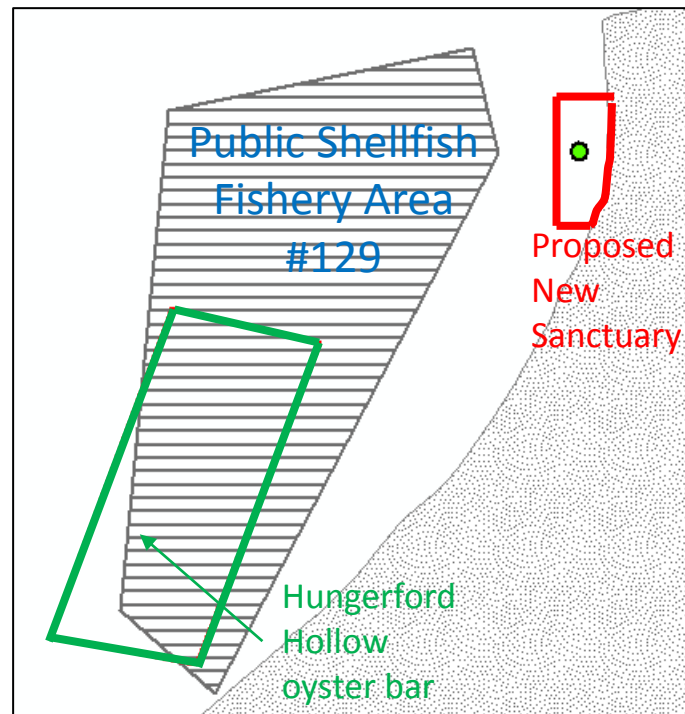 Public Shellfish
Fishery Area
#129
Proposed
New
Sanctuary
Hungerford
Hollow
oyster bar